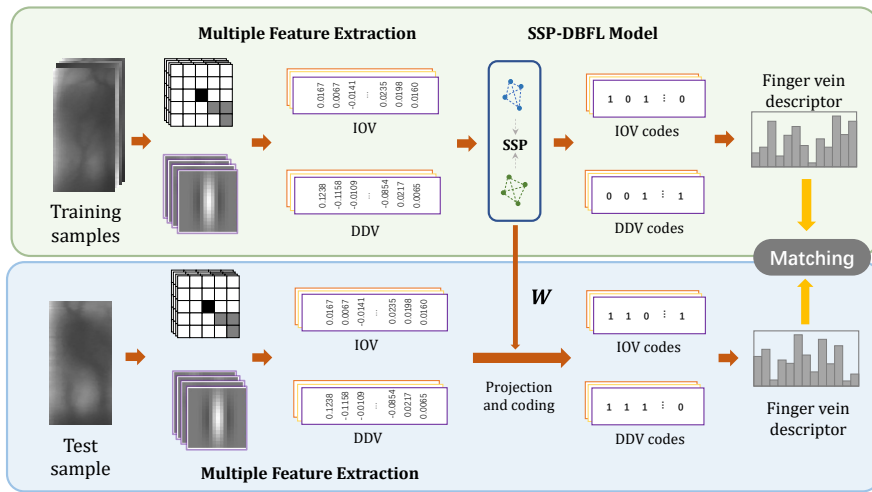 Multiple Feature Extraction
SSP-DBFL Model
Training
samples
0.0167
0.0067
-0.0141
...
0.0235
0.0198
0.0160
IOV
0.1238
-0.1158
-0.0109
...
-0.0854
0.0217
0.0065
DDV
SSP
1 0 1 ... 0
IOV codes
0 0 1 ... 1
DDV codes
Finger vein
descriptor
Matching
Test
sample
0.0167
0.0067
-0.0141
...
0.0235
0.0198
0.0160
IOV
0.1238
-0.1158
-0.0109
...
-0.0854
0.0217
0.0065
DDV
Multiple Feature Extraction
W
Projection
and coding
1 1 0 ... 1
IOV codes
1 1 1 ... 0
DDV codes
Finger vein
descriptor